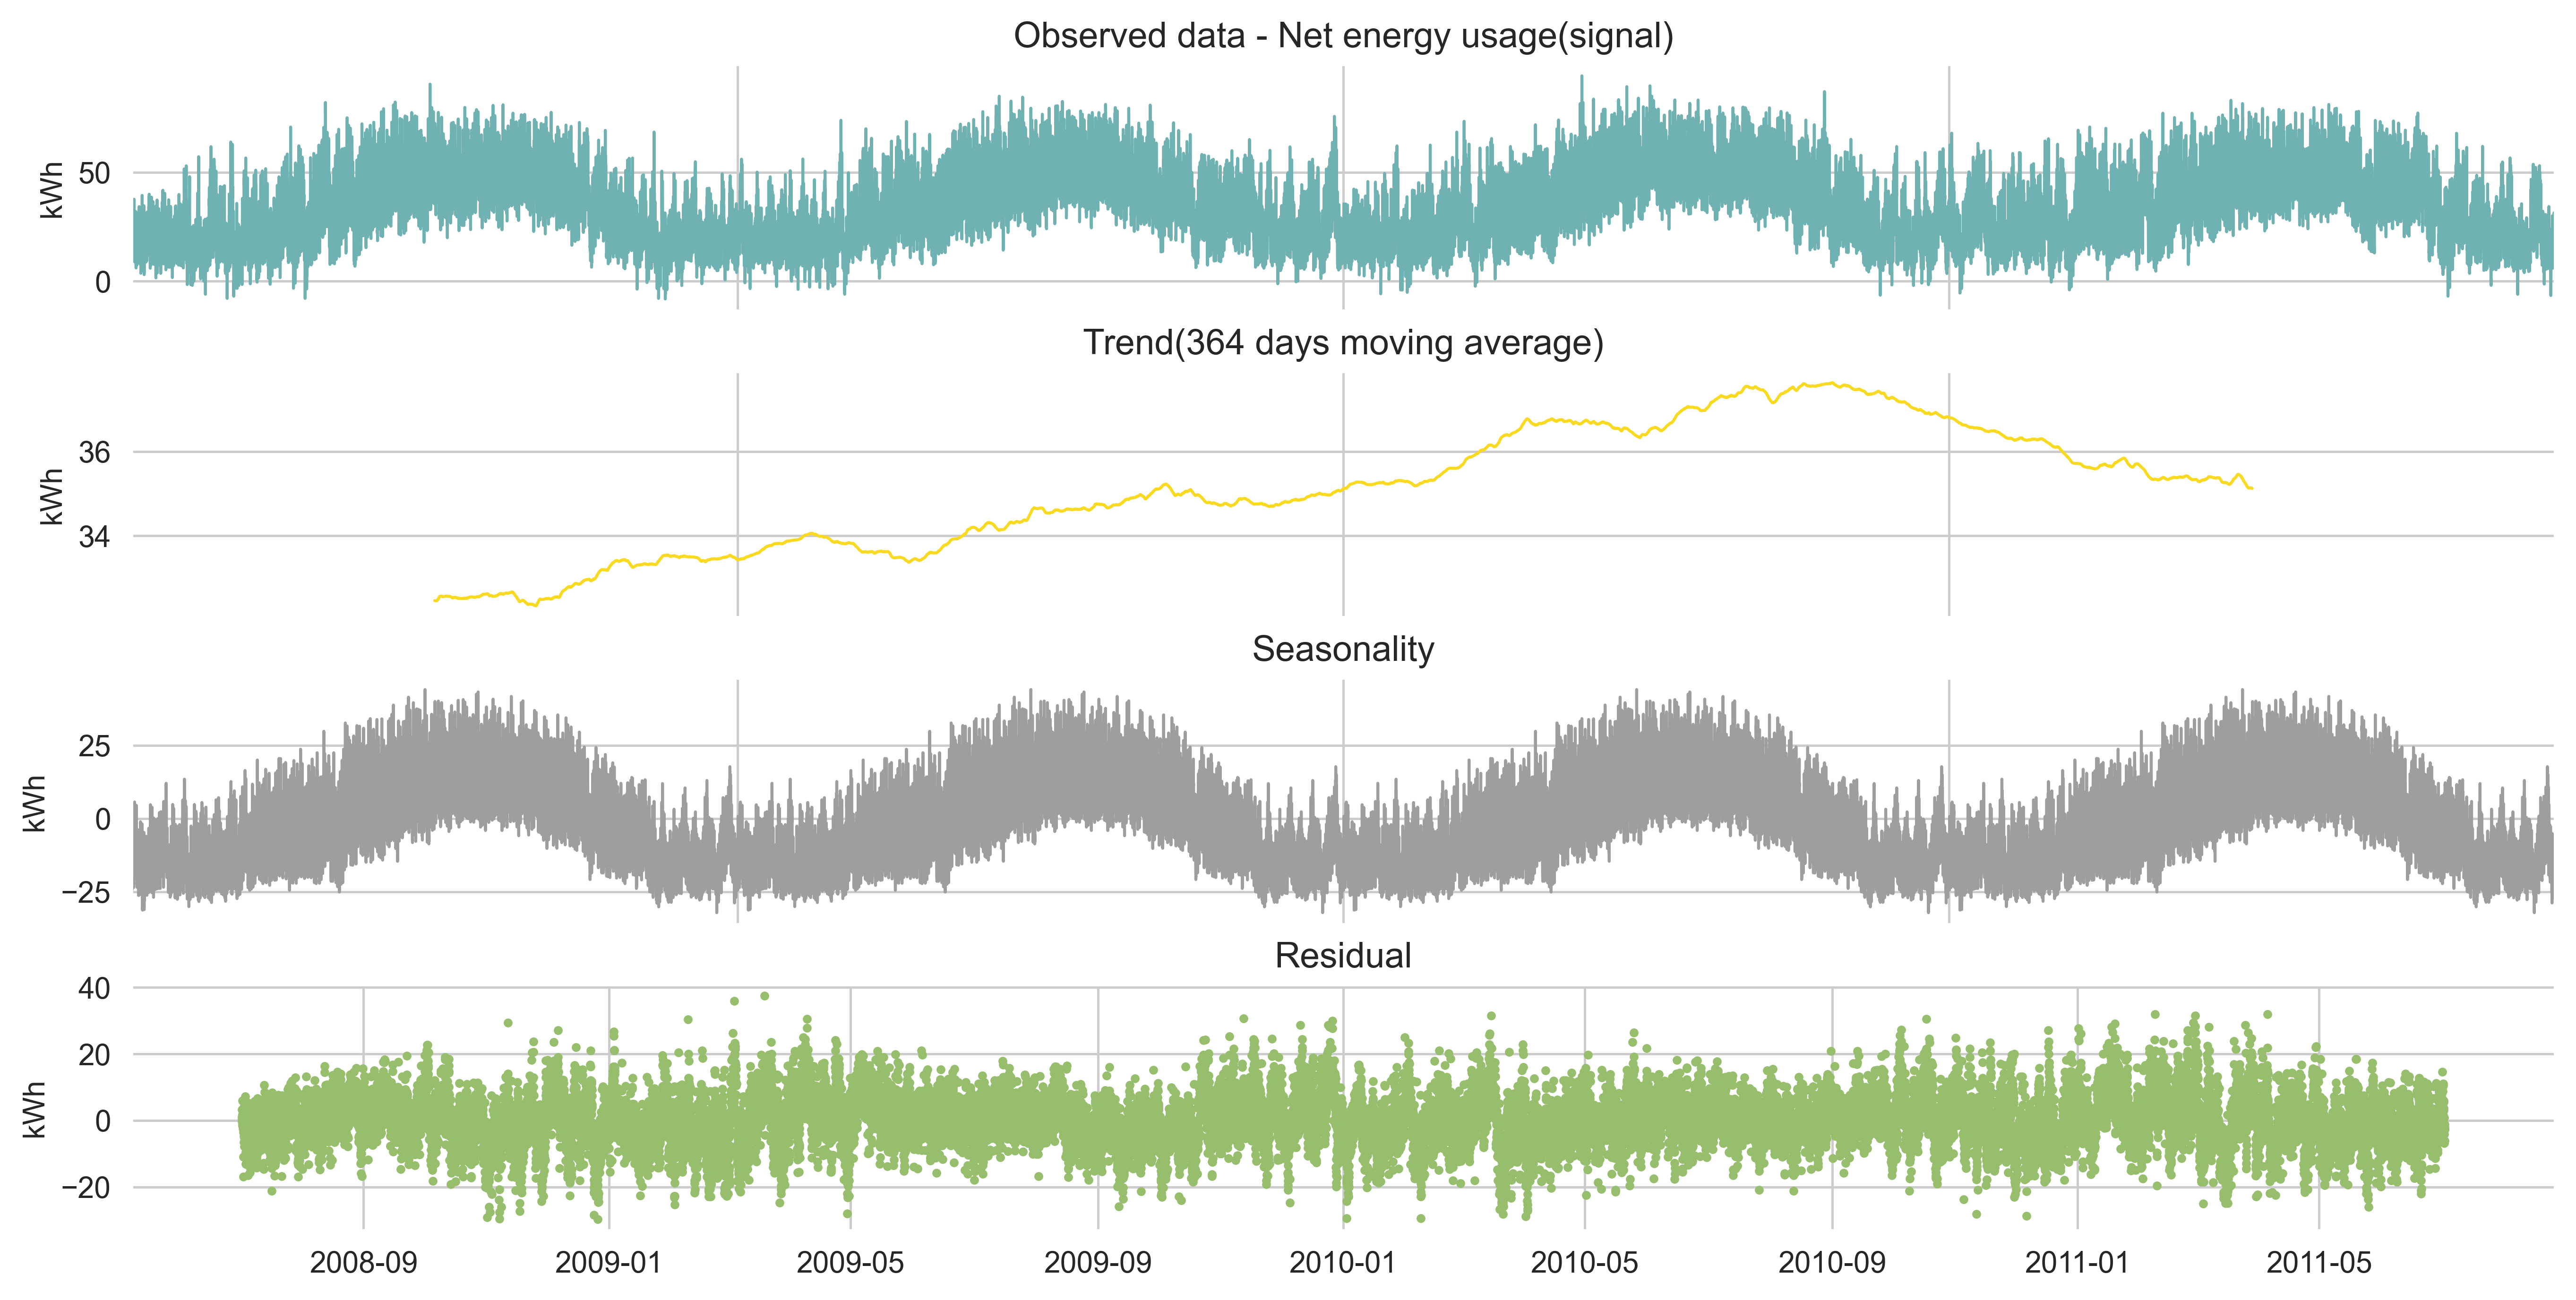 Observed data - Net energy usage(signal)
kWh
50
0
Trend(364 days moving average)
kWh
36
34
Seasonality
kWh
25
0
−25
Residual
kWh
40
20
0
−20
2008-09 2009-01 2009-05 2009-09 2010-01 2010-05 2010-09 2011-01 2011-05